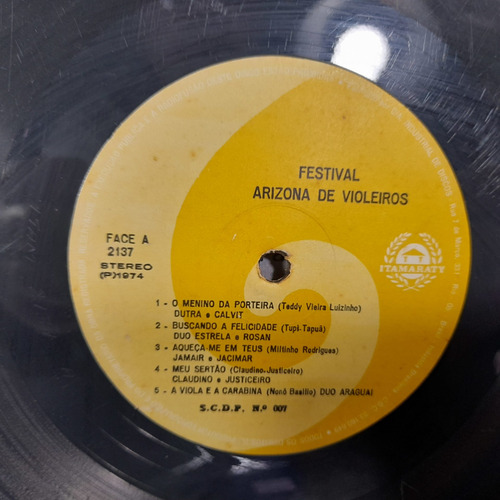 FESTIVAL
ARIZONA DE VIOLEIROS
FACE A
2137
STEREO
(P)1974
ITAMARATY
1 - O MENINO DA PORTEIRA (Teddy Vieira Luizinho)
DUTRA e CALVIT
2 - BUSCANDO A FELICIDADE (Tupi-Tapuã)
DUO ESTRELA e ROSAN
3 - AQUEÇA-ME EM TEUS (Miltinho Rodrigues)
JAMAIR e JACIMAR
4 - MEU SERTÃO (Claudino-Justiceiro)
CLAUDINO e JUSTICEIRO
5 - A VIOLA E A CARABINA (Nonô Basílio) DUO ARAGUAI
S.C.D.P. N.º 007